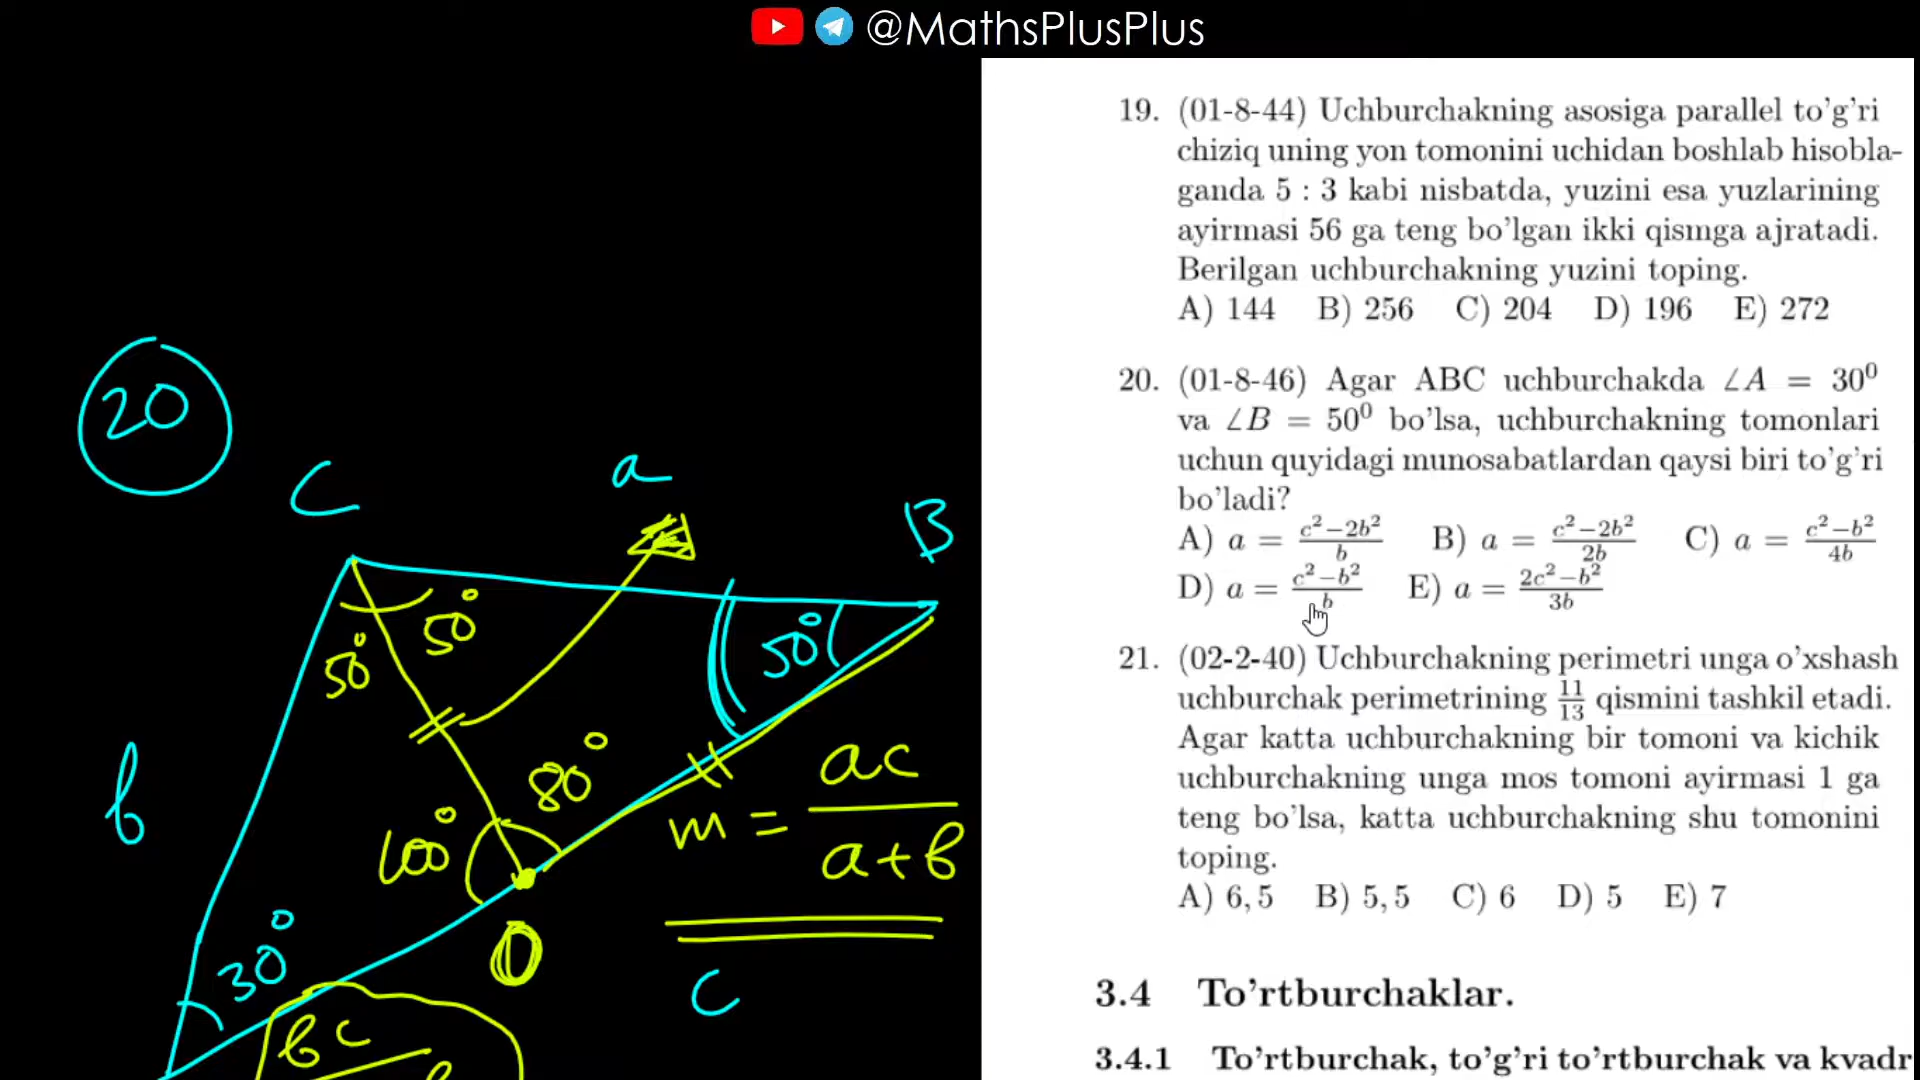 @MathsPlusPlus
20
C
a
B
50°
50°
50°
b
80°
100°
m = ac / a+b
30°
O
c
bc
19. (01-8-44) Uchburchakning asosiga parallel to'g'ri
chiziq uning yon tomonini uchidan boshlab hisobla-
ganda 5 : 3 kabi nisbatda, yuzini esa yuzlarining
ayirmasi 56 ga teng bo'lgan ikki qismga ajratadi.
Berilgan uchburchakning yuzini toping.
A) 144 B) 256 C) 204 D) 196 E) 272
20. (01-8-46) Agar ABC uchburchakda ∠A = 30⁰
va ∠B = 50⁰ bo'lsa, uchburchakning tomonlari
uchun quyidagi munosabatlardan qaysi biri to'g'ri
bo'ladi?
A) a = (c²−2b²)/b B) a = (c²−2b²)/2b C) a = (c²−b²)/4b
D) a = (c²−b²)/b E) a = (2c²−b²)/3b
21. (02-2-40) Uchburchakning perimetri unga o'xshash
uchburchak perimetrining 11/13 qismini tashkil etadi.
Agar katta uchburchakning bir tomoni va kichik
uchburchakning unga mos tomoni ayirmasi 1 ga
teng bo'lsa, katta uchburchakning shu tomonini
toping.
A) 6,5 B) 5,5 C) 6 D) 5 E) 7
3.4 To'rtburchaklar.
3.4.1 To'rtburchak, to'g'ri to'rtburchak va kvadr